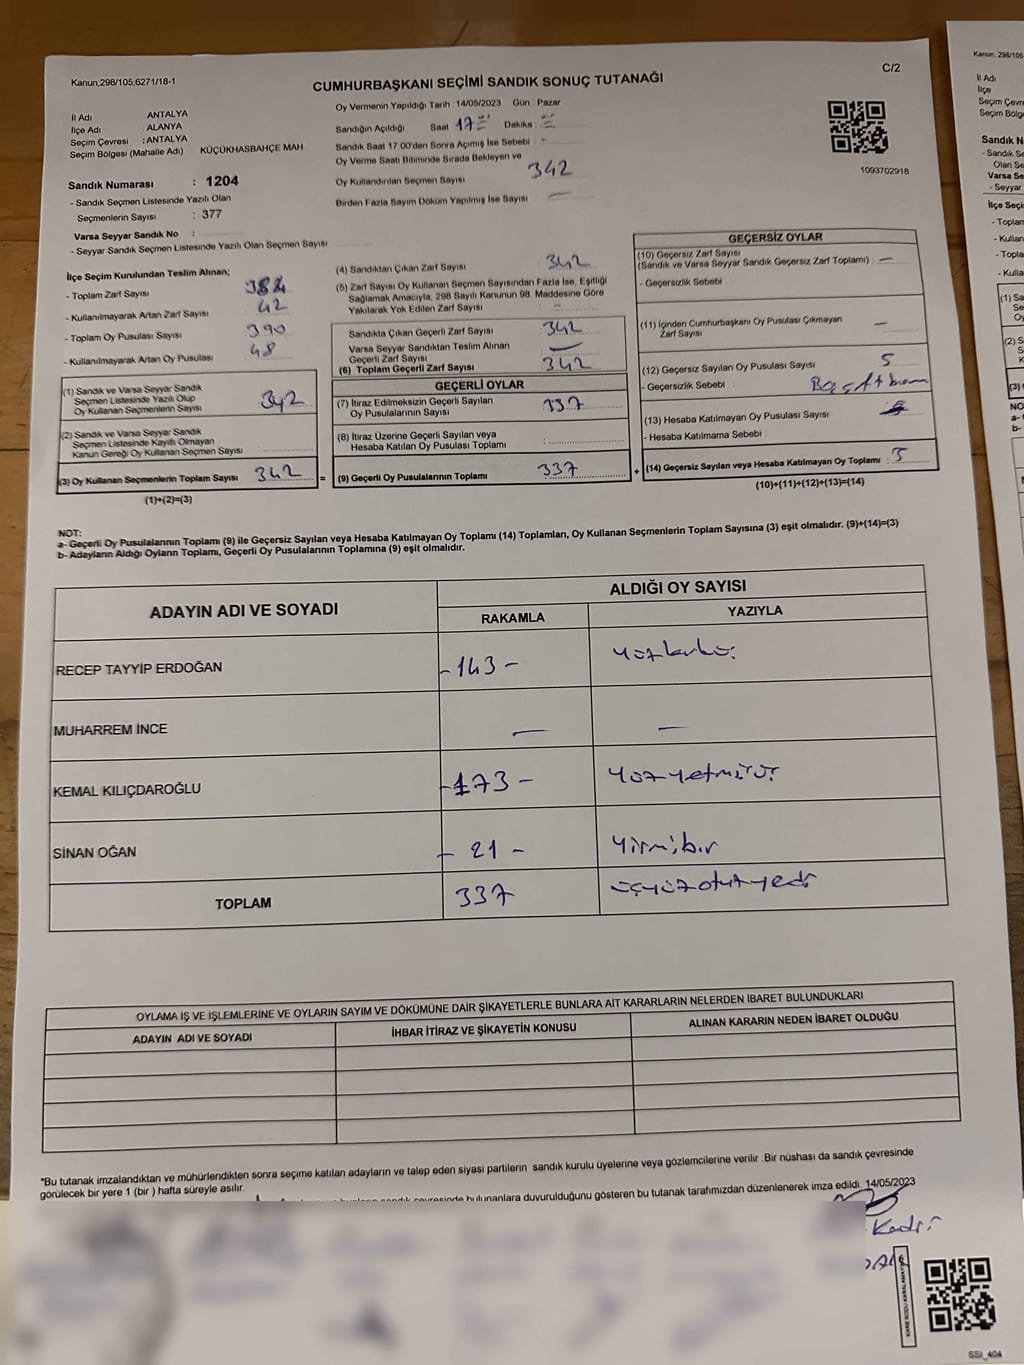 Kanun;298/105,6271/18-1
C/2
CUMHURBAŞKANI SEÇİMİ SANDIK SONUÇ TUTANAĞI
İl Adı ANTALYA
İlçe Adı : ALANYA
Seçim Çevresi : ANTALYA
Seçim Bölgesi (Mahalle Adı) KÜÇÜKHASBAHÇE MAH
Sandık Numarası : 1204
- Sandık Seçmen Listesinde Yazılı Olan
Seçmenlerin Sayısı : 377
Varsa Seyyar Sandık No :
- Seyyar Sandık Seçmen Listesinde Yazılı Olan Seçmen Sayısı
Oy Vermenin Yapıldığı Tarih : 14/05/2023 Gün : Pazar
Sandığın Açıldığı Saat 17 Dakika :
Sandık Saat 17:00'den Sonra Açımış İse Sebebi : -
Oy Verme Saati Bitiminde Sırada Bekleyen ve
Oy Kullandırılan Seçmen Sayısı 342
Birden Fazla Sayım Döküm Yapılmış İse Sayısı —
1093702918
İlçe Seçim Kurulundan Teslim Alınan;
- Toplam Zarf Sayısı 384
- Kullanılmayarak Artan Zarf Sayısı 42
- Toplam Oy Pusulası Sayısı 390
- Kullanılmayarak Artan Oy Pusulası 48
(4) Sandıktan Çıkan Zarf Sayısı 342
(5) Zarf Sayısı Oy Kullanan Seçmen Sayısından Fazla İse, Eşitliği
Sağlamak Amacıyla, 298 Sayılı Kanunun 98. Maddesine Göre
Yakılarak Yok Edilen Zarf Sayısı : -
Sandıkta Çıkan Geçerli Zarf Sayısı 342
Varsa Seyyar Sandıktan Teslim Alınan
Geçerli Zarf Sayısı —
(6) Toplam Geçerli Zarf Sayısı 342
GEÇERLİ OYLAR
(7) İtiraz Edilmeksizin Geçerli Sayılan
Oy Pusulalarının Sayısı 337
(8) İtiraz Üzerine Geçerli Sayılan veya
Hesaba Katılan Oy Pusulası Toplamı :
(9) Geçerli Oy Pusulalarının Toplamı 337
GEÇERSİZ OYLAR
(10) Geçersiz Zarf Sayısı
(Sandık ve Varsa Seyyar Sandık Geçersiz Zarf Toplamı) : —
- Geçersizlik Sebebi
(11) İçinden Cumhurbaşkanı Oy Pusulası Çıkmayan
Zarf Sayısı —
(12) Geçersiz Sayılan Oy Pusulası Sayısı 5
- Geçersizlik Sebebi :
(13) Hesaba Katılmayan Oy Pusulası Sayısı
- Hesaba Katılmama Sebebi
(14) Geçersiz Sayılan veya Hesaba Katılmayan Oy Toplamı : 5
(10)+(11)+(12)+(13)=(14)
(1) Sandık ve Varsa Seyyar Sandık
Seçmen Listesinde Yazılı Olup
Oy Kullanan Seçmenlerin Sayısı 342
(2) Sandık ve Varsa Seyyar Sandık
Seçmen Listesinde Kayıtlı Olmayan
Kanun Gereği Oy Kullanan Seçmen Sayısı :
(3) Oy Kullanan Seçmenlerin Toplam Sayısı 342
= +
(1)+(2)=(3)
NOT:
a- Geçerli Oy Pusulalarının Toplamı (9) ile Geçersiz Sayılan veya Hesaba Katılmayan Oy Toplamı (14) Toplamları, Oy Kullanan Seçmenlerin Toplam Sayısına (3) eşit olmalıdır. (9)+(14)=(3)
b- Adayların Aldığı Oyların Toplamı, Geçerli Oy Pusulalarının Toplamına (9) eşit olmalıdır.
ADAYIN ADI VE SOYADI
ALDIĞI OY SAYISI
RAKAMLA YAZIYLA
RECEP TAYYİP ERDOĞAN -143- yüzkırküç
MUHARREM İNCE — —
KEMAL KILIÇDAROĞLU -173- yüzyetmişüç
SİNAN OĞAN - 21 - yirmibir
TOPLAM 337 üçyüzotuzyedi
OYLAMA İŞ VE İŞLEMLERİNE VE OYLARIN SAYIM VE DÖKÜMÜNE DAİR ŞİKAYETLERLE BUNLARA AİT KARARLARIN NELERDEN İBARET BULUNDUKLARI
ADAYIN ADI VE SOYADI İHBAR İTİRAZ VE ŞİKAYETİN KONUSU ALINAN KARARIN NEDEN İBARET OLDUĞU
*Bu tutanak imzalandıktan ve mühürlendikten sonra seçime katılan adayların ve talep eden siyasi partilerin sandık kurulu üyelerine veya gözlemcilerine verilir .Bir nüshası da sandık çevresinde
görülecek bir yere 1 (bir ) hafta süreyle asılır.
sandık çevresinde bulunanlara duyurulduğunu gösteren bu tutanak tarafımızdan düzenlenerek imza edildi. 14/05/2023
Kadri
KARE KODU KARALAMAYIN
SSI_404
Kanun; 298/105
İl Adı
İlçe
Seçim Çevre
Seçim Bölg
Sandık N
- Sandık Se
Olan Se
Varsa Se
- Seyyar
İlçe Seçi
- Toplam
- Kullan
- Topla
- Kulla
(1) Sa
Se
Oy
(2) S
(3)
NO
a-
b-